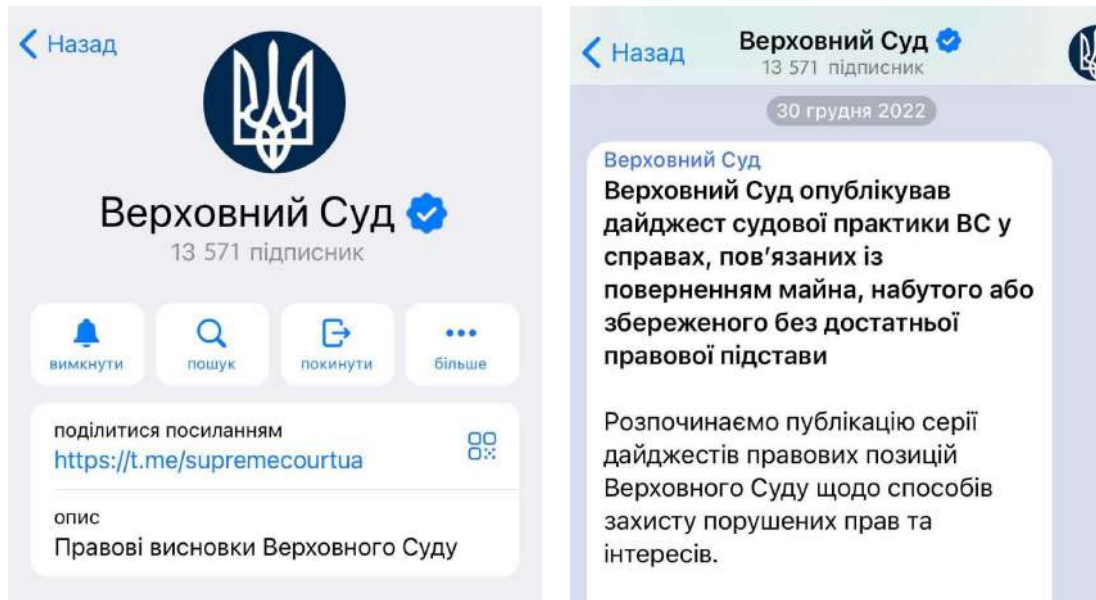 Назад
Верховний Суд
13 571 підписник
вимкнути
пошук
покинути
більше
поділитися посиланням
https://t.me/supremecourtua
опис
Правові висновки Верховного Суду
Назад
Верховний Суд
13 571 підписник
30 грудня 2022
Верховний Суд
Верховний Суд опублікував
дайджест судової практики ВС у
справах, пов’язаних із
поверненням майна, набутого або
збереженого без достатньої
правової підстави
Розпочинаємо публікацію серії
дайджестів правових позицій
Верховного Суду щодо способів
захисту порушених прав та
інтересів.